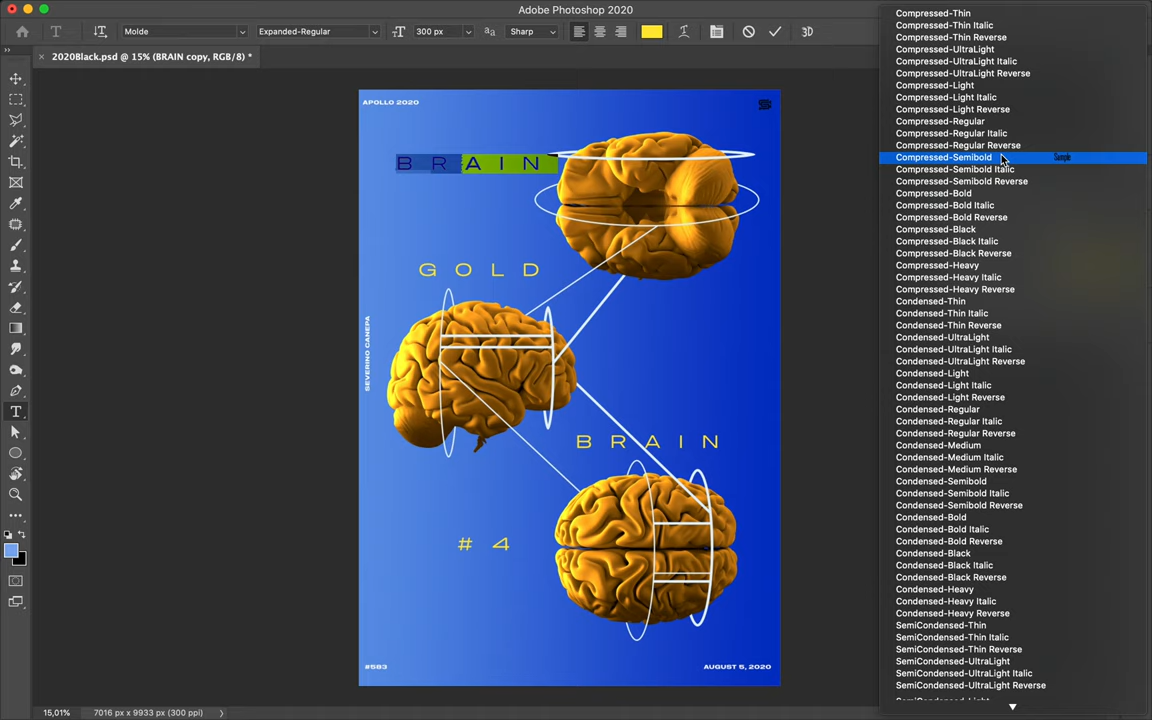 Adobe Photoshop 2020
Molde
Expanded-Regular
300 px
Sharp
3D
2020Black.psd @ 15% (BRAIN copy, RGB/8) *
APOLLO 2020
BRAIN
GOLD
SEVERINO CANEPA
BRAIN
# 4
#583
AUGUST 5, 2020
15,01%
7016 px x 9933 px (300 ppi)
Compressed-Thin
Compressed-Thin Italic
Compressed-Thin Reverse
Compressed-UltraLight
Compressed-UltraLight Italic
Compressed-UltraLight Reverse
Compressed-Light
Compressed-Light Italic
Compressed-Light Reverse
Compressed-Regular
Compressed-Regular Italic
Compressed-Regular Reverse
Compressed-Semibold Sample
Compressed-Semibold Italic
Compressed-Semibold Reverse
Compressed-Bold
Compressed-Bold Italic
Compressed-Bold Reverse
Compressed-Black
Compressed-Black Italic
Compressed-Black Reverse
Compressed-Heavy
Compressed-Heavy Italic
Compressed-Heavy Reverse
Condensed-Thin
Condensed-Thin Italic
Condensed-Thin Reverse
Condensed-UltraLight
Condensed-UltraLight Italic
Condensed-UltraLight Reverse
Condensed-Light
Condensed-Light Italic
Condensed-Light Reverse
Condensed-Regular
Condensed-Regular Italic
Condensed-Regular Reverse
Condensed-Medium
Condensed-Medium Italic
Condensed-Medium Reverse
Condensed-Semibold
Condensed-Semibold Italic
Condensed-Semibold Reverse
Condensed-Bold
Condensed-Bold Italic
Condensed-Bold Reverse
Condensed-Black
Condensed-Black Italic
Condensed-Black Reverse
Condensed-Heavy
Condensed-Heavy Italic
Condensed-Heavy Reverse
SemiCondensed-Thin
SemiCondensed-Thin Italic
SemiCondensed-Thin Reverse
SemiCondensed-UltraLight
SemiCondensed-UltraLight Italic
SemiCondensed-UltraLight Reverse